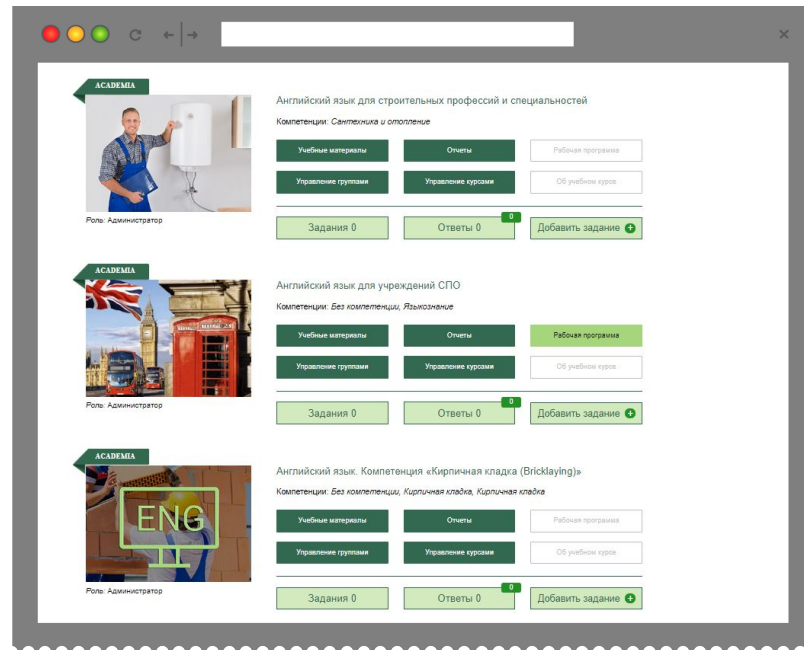 ACADEMIA
Английский язык для строительных профессий и специальностей
Компетенции: Сантехника и отопление
Учебные материалы
Отчеты
Рабочая программа
Управление группами
Управление курсами
Об учебном курсе
Роль: Администратор
Задания 0
Ответы 0
0
Добавить задание +
ACADEMIA
Английский язык для учреждений СПО
Компетенции: Без компетенции, Языкознание
Учебные материалы
Отчеты
Рабочая программа
Управление группами
Управление курсами
Об учебном курсе
Роль: Администратор
Задания 0
Ответы 0
0
Добавить задание +
ACADEMIA
Английский язык. Компетенция «Кирпичная кладка (Bricklaying)»
Компетенции: Без компетенции, Кирпичная кладка, Кирпичная кладка
ENG
Учебные материалы
Отчеты
Рабочая программа
Управление группами
Управление курсами
Об учебном курсе
Роль: Администратор
Задания 0
Ответы 0
0
Добавить задание +